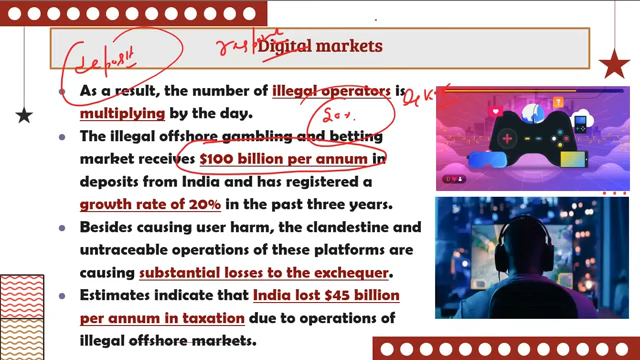 deposit
Digital markets
As a result, the number of illegal operators is
multiplying by the day.
20%
The illegal offshore gambling and betting
market receives $100 billion per annum in
deposits from India and has registered a
growth rate of 20% in the past three years.
Besides causing user harm, the clandestine and
untraceable operations of these platforms are
causing substantial losses to the exchequer.
Estimates indicate that India lost $45 billion
per annum in taxation due to operations of
illegal offshore markets.